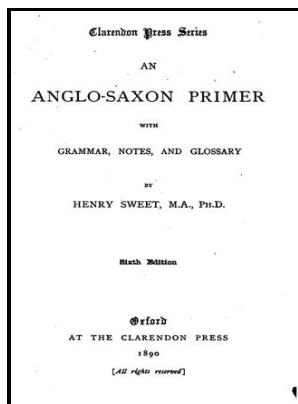 Clarendon Press Series
AN
ANGLO-SAXON PRIMER
WITH
GRAMMAR, NOTES, AND GLOSSARY
BY
HENRY SWEET, M.A., PH.D.
Sixth Edition
Oxford
AT THE CLARENDON PRESS
1890
[All rights reserved]